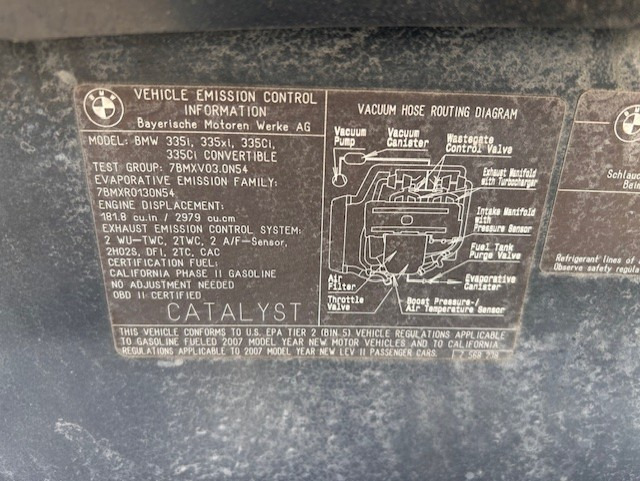 BMW
VEHICLE EMISSION CONTROL
INFORMATION
Bayerische Motoren Werke AG
MODEL: BMW 335i, 335xi, 335Ci,
335Ci CONVERTIBLE
TEST GROUP: 7BMXV03.0N54
EVAPORATIVE EMISSION FAMILY:
7BMXR0130N54
ENGINE DISPLACEMENT:
181.8 cu.in / 2979 cu.cm
EXHAUST EMISSION CONTROL SYSTEM:
2 WU-TWC, 2TWC, 2 A/F-Sensor,
2HO2S, DFI, 2TC, CAC
CERTIFICATION FUEL:
CALIFORNIA PHASE II GASOLINE
NO ADJUSTMENT NEEDED
OBD II CERTIFIED
CATALYST
VACUUM HOSE ROUTING DIAGRAM
Vacuum
Pump
Vacuum
Canister
Wastegate
Control Valve
Exhaust Manifold
with Turbocharger
Intake Manifold
with
Pressure Sensor
Fuel Tank
Purge Valve
Evaporative
Canister
Air
Filter
Throttle
Valve
Boost Pressure-/
Air Temperature Sensor
THIS VEHICLE CONFORMS TO U.S. EPA TIER 2 (BIN 5) VEHICLE REGULATIONS APPLICABLE
TO GASOLINE FUELED 2007 MODEL YEAR NEW MOTOR VEHICLES AND TO CALIFORNIA
REGULATIONS APPLICABLE TO 2007 MODEL YEAR NEW LEV II PASSENGER CARS.
BMW
Schlauc
Being in
Refrigerant lines of
Observe safety regula